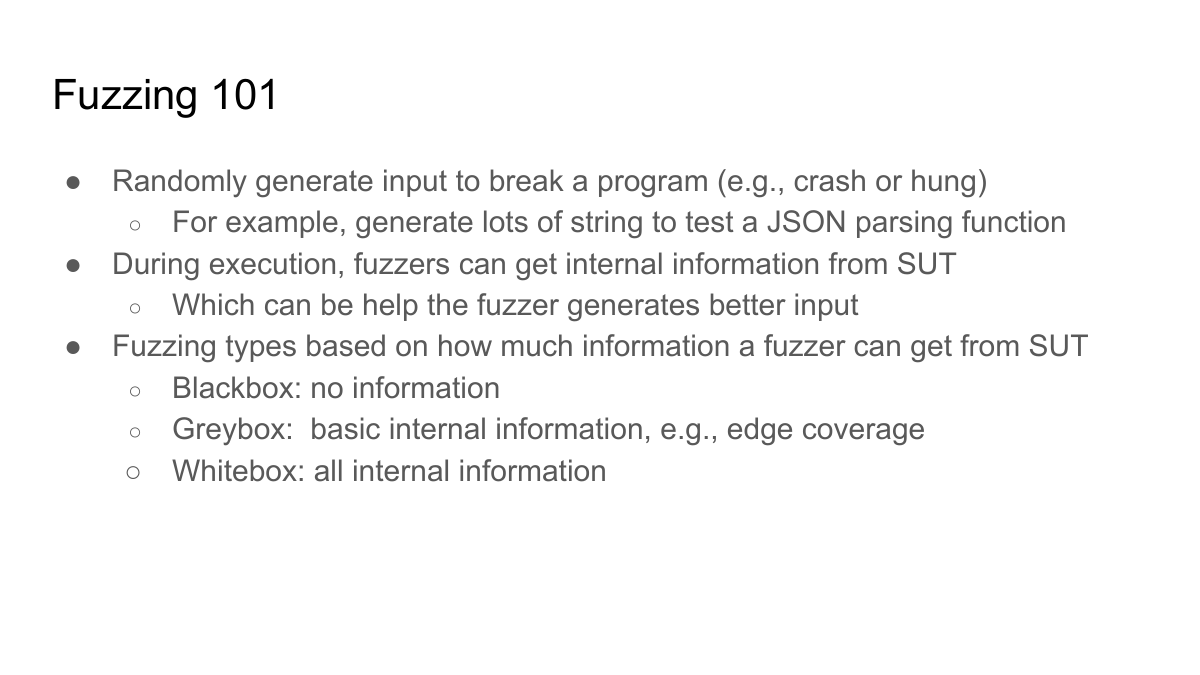 Fuzzing 101
● Randomly generate input to break a program (e.g., crash or hung)
○ For example, generate lots of string to test a JSON parsing function
● During execution, fuzzers can get internal information from SUT
○ Which can be help the fuzzer generates better input
● Fuzzing types based on how much information a fuzzer can get from SUT
○ Blackbox: no information
○ Greybox:  basic internal information, e.g., edge coverage
○ Whitebox: all internal information